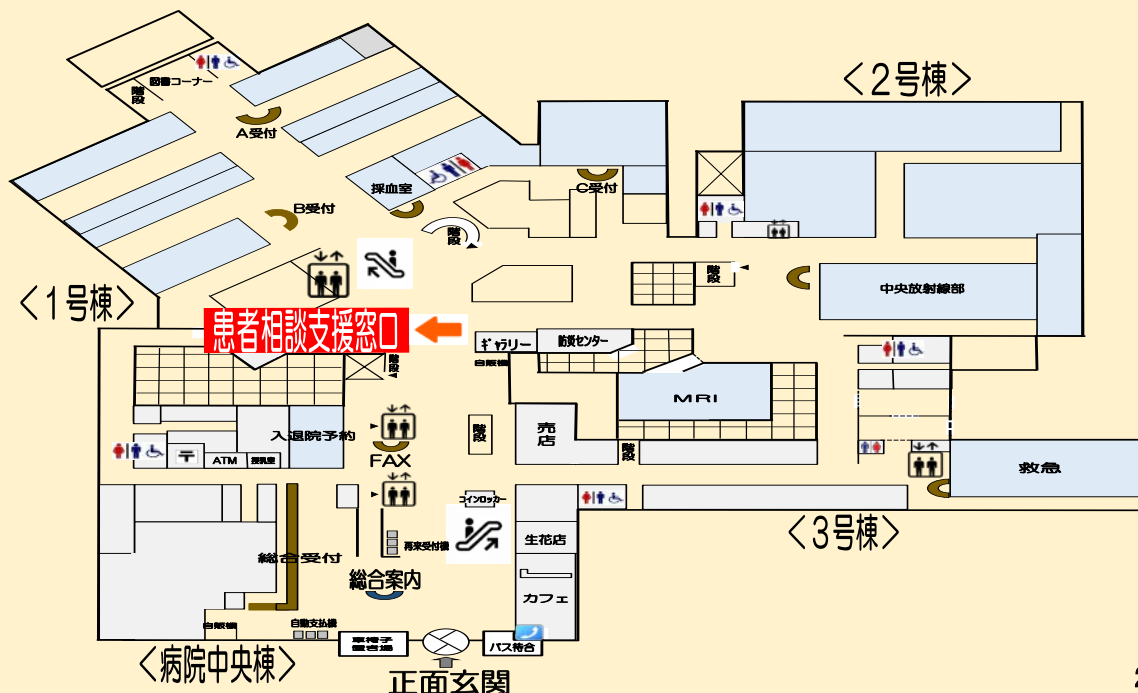 図書コーナー
階段
A受付
＜2号棟＞
採血室
C受付
B受付
階段
階段
中央放射線部
＜1号棟＞
患者相談支援窓口
ギャラリー
防災センター
自販機
階段
MRI
売店
階段
階段
入退院予約
〒
ATM
授乳室
FAX
救急
コインロッカー
＜3号棟＞
生花店
再来受付機
総合受付
総合案内
カフェ
自販機
自動支払機
車椅子
置き場
バス待合
＜病院中央棟＞
正面玄関